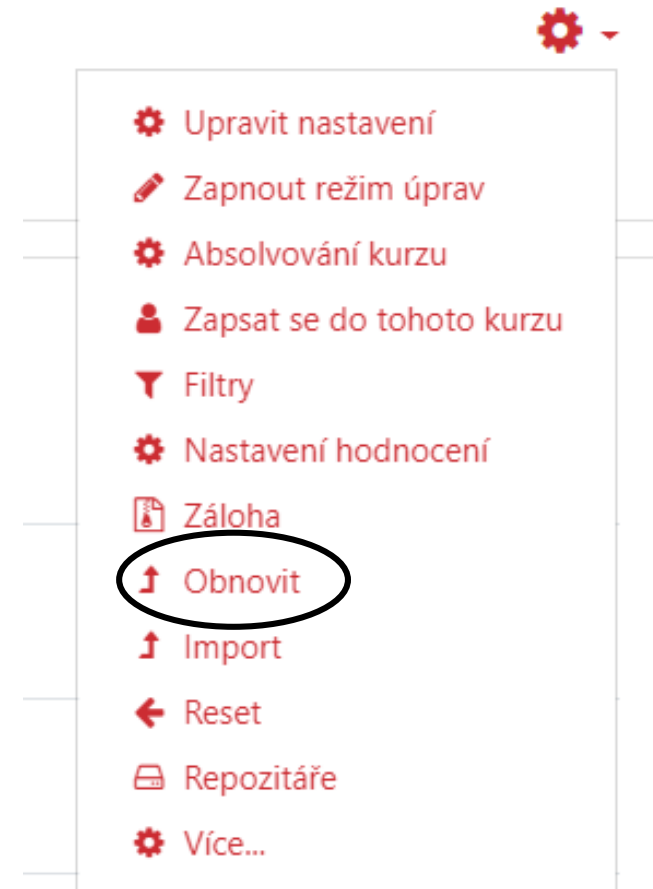 Upravit nastavení
Zapnout režim úprav
Absolvování kurzu
Zapsat se do tohoto kurzu
Filtry
Nastavení hodnocení
Záloha
Obnovit
Import
Reset
Repozitáře
Více...